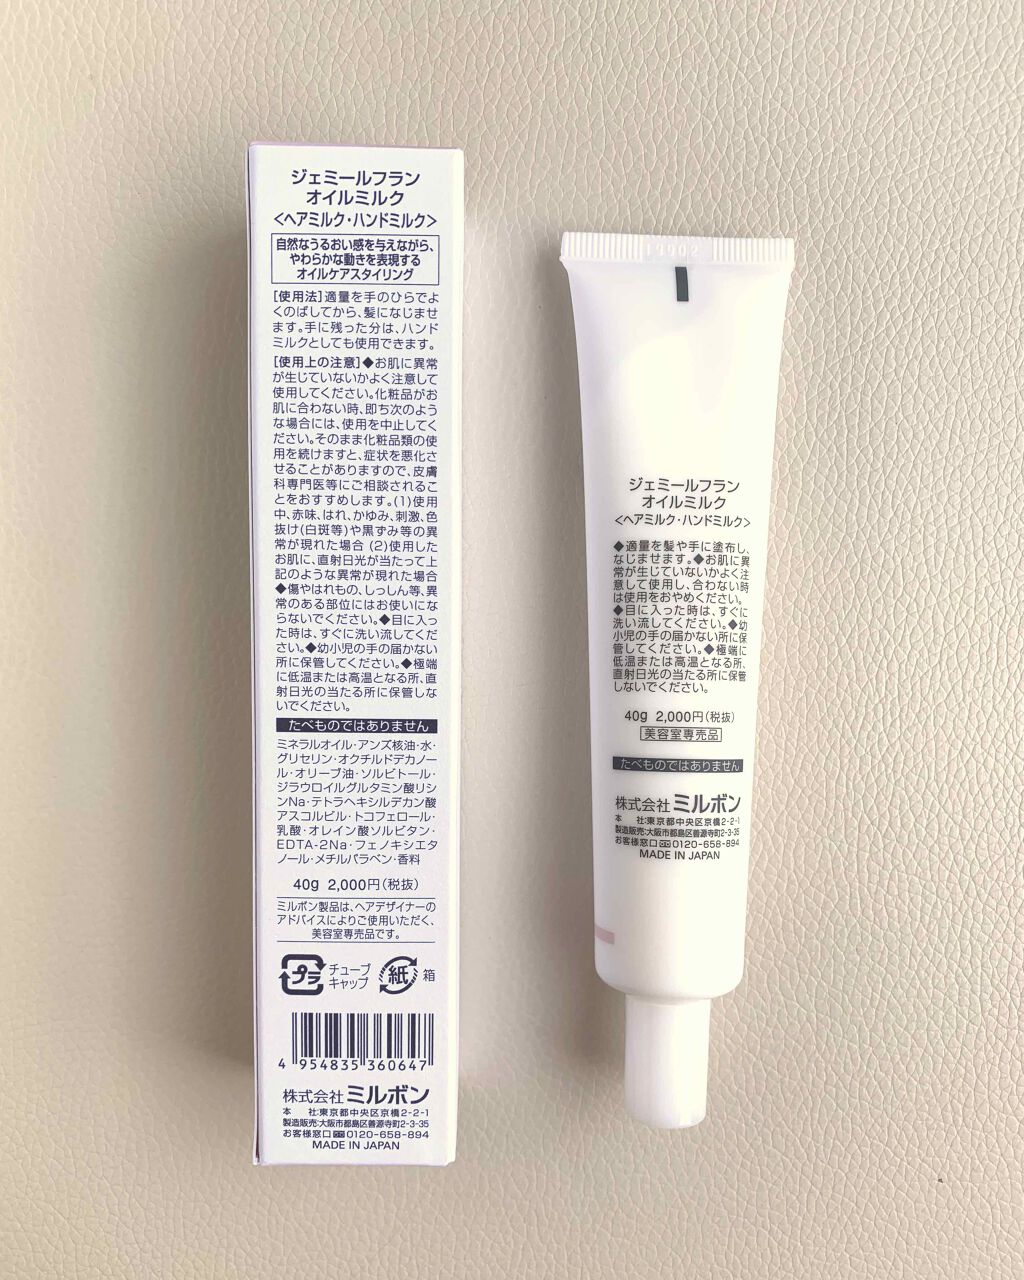 ジェミールフラン
オイルミルク
<ヘアミルク・ハンドミルク>
自然なうるおい感を与えながら、
やわらかな動きを表現する
オイルケアスタイリング
[使用法]適量を手のひらでよ
くのばしてから、髪になじませ
ます。手に残った分は、ハンド
ミルクとしても使用できます。
[使用上の注意]◆お肌に異常
が生じていないかよく注意して
使用してください。化粧品がお
肌に合わない時、即ち次のよう
な場合には、使用を中止してく
ださい。そのまま化粧品類の使
用を続けますと、症状を悪化さ
せることがありますので、皮膚
科専門医等にご相談されるこ
とをおすすめします。(1)使用
中、赤味、はれ、かゆみ、刺激、色
抜け(白斑等)や黒ずみ等の異
常が現れた場合 (2)使用した
お肌に、直射日光が当たって上
記のような異常が現れた場合
◆傷やはれもの、しっしん等、異
常のある部位にはお使いにな
らないでください。◆目に入っ
た時は、すぐに洗い流してくだ
さい。◆幼小児の手の届かない
所に保管してください。◆極端
に低温または高温となる所、直
射日光の当たる所に保管しな
いでください。
たべものではありません
ミネラルオイル・アンズ核油・水・
グリセリン・オクチルドデカノー
ル・オリーブ油・ソルビトール・
ジラウロイルグルタミン酸リシ
ンNa・テトラヘキシルデカン酸
アスコルビル・トコフェロール・
乳酸・オレイン酸ソルビタン・
EDTA-2Na・フェノキシエタ
ノール・メチルパラベン・香料
40g 2,000円(税抜)
ミルボン製品は、ヘアデザイナーの
アドバイスによりご使用いただく、
美容室専売品です。
プラ チューブ
キャップ
紙 箱
4 954835 360647
株式会社 ミルボン
本 社:東京都中央区京橋2-2-1
製造販売:大阪市都島区善源寺町2-3-35
お客様窓口 0120-658-894
MADE IN JAPAN
19002
ジェミールフラン
オイルミルク
<ヘアミルク・ハンドミルク>
◆適量を髪や手に塗布し、
なじませます。◆お肌に異
常が生じていないかよく注
意して使用し、合わない時
は使用をおやめください。
◆目に入った時は、すぐに
洗い流してください。◆幼
小児の手の届かない所に保
管してください。◆極端に
低温または高温となる所、
直射日光の当たる所に保管
しないでください。
40g 2,000円(税抜)
美容室専売品
たべものではありません
株式会社 ミルボン
本 社:東京都中央区京橋2-2-1
製造販売:大阪市都島区善源寺町2-3-35
お客様窓口 0120-658-894
MADE IN JAPAN